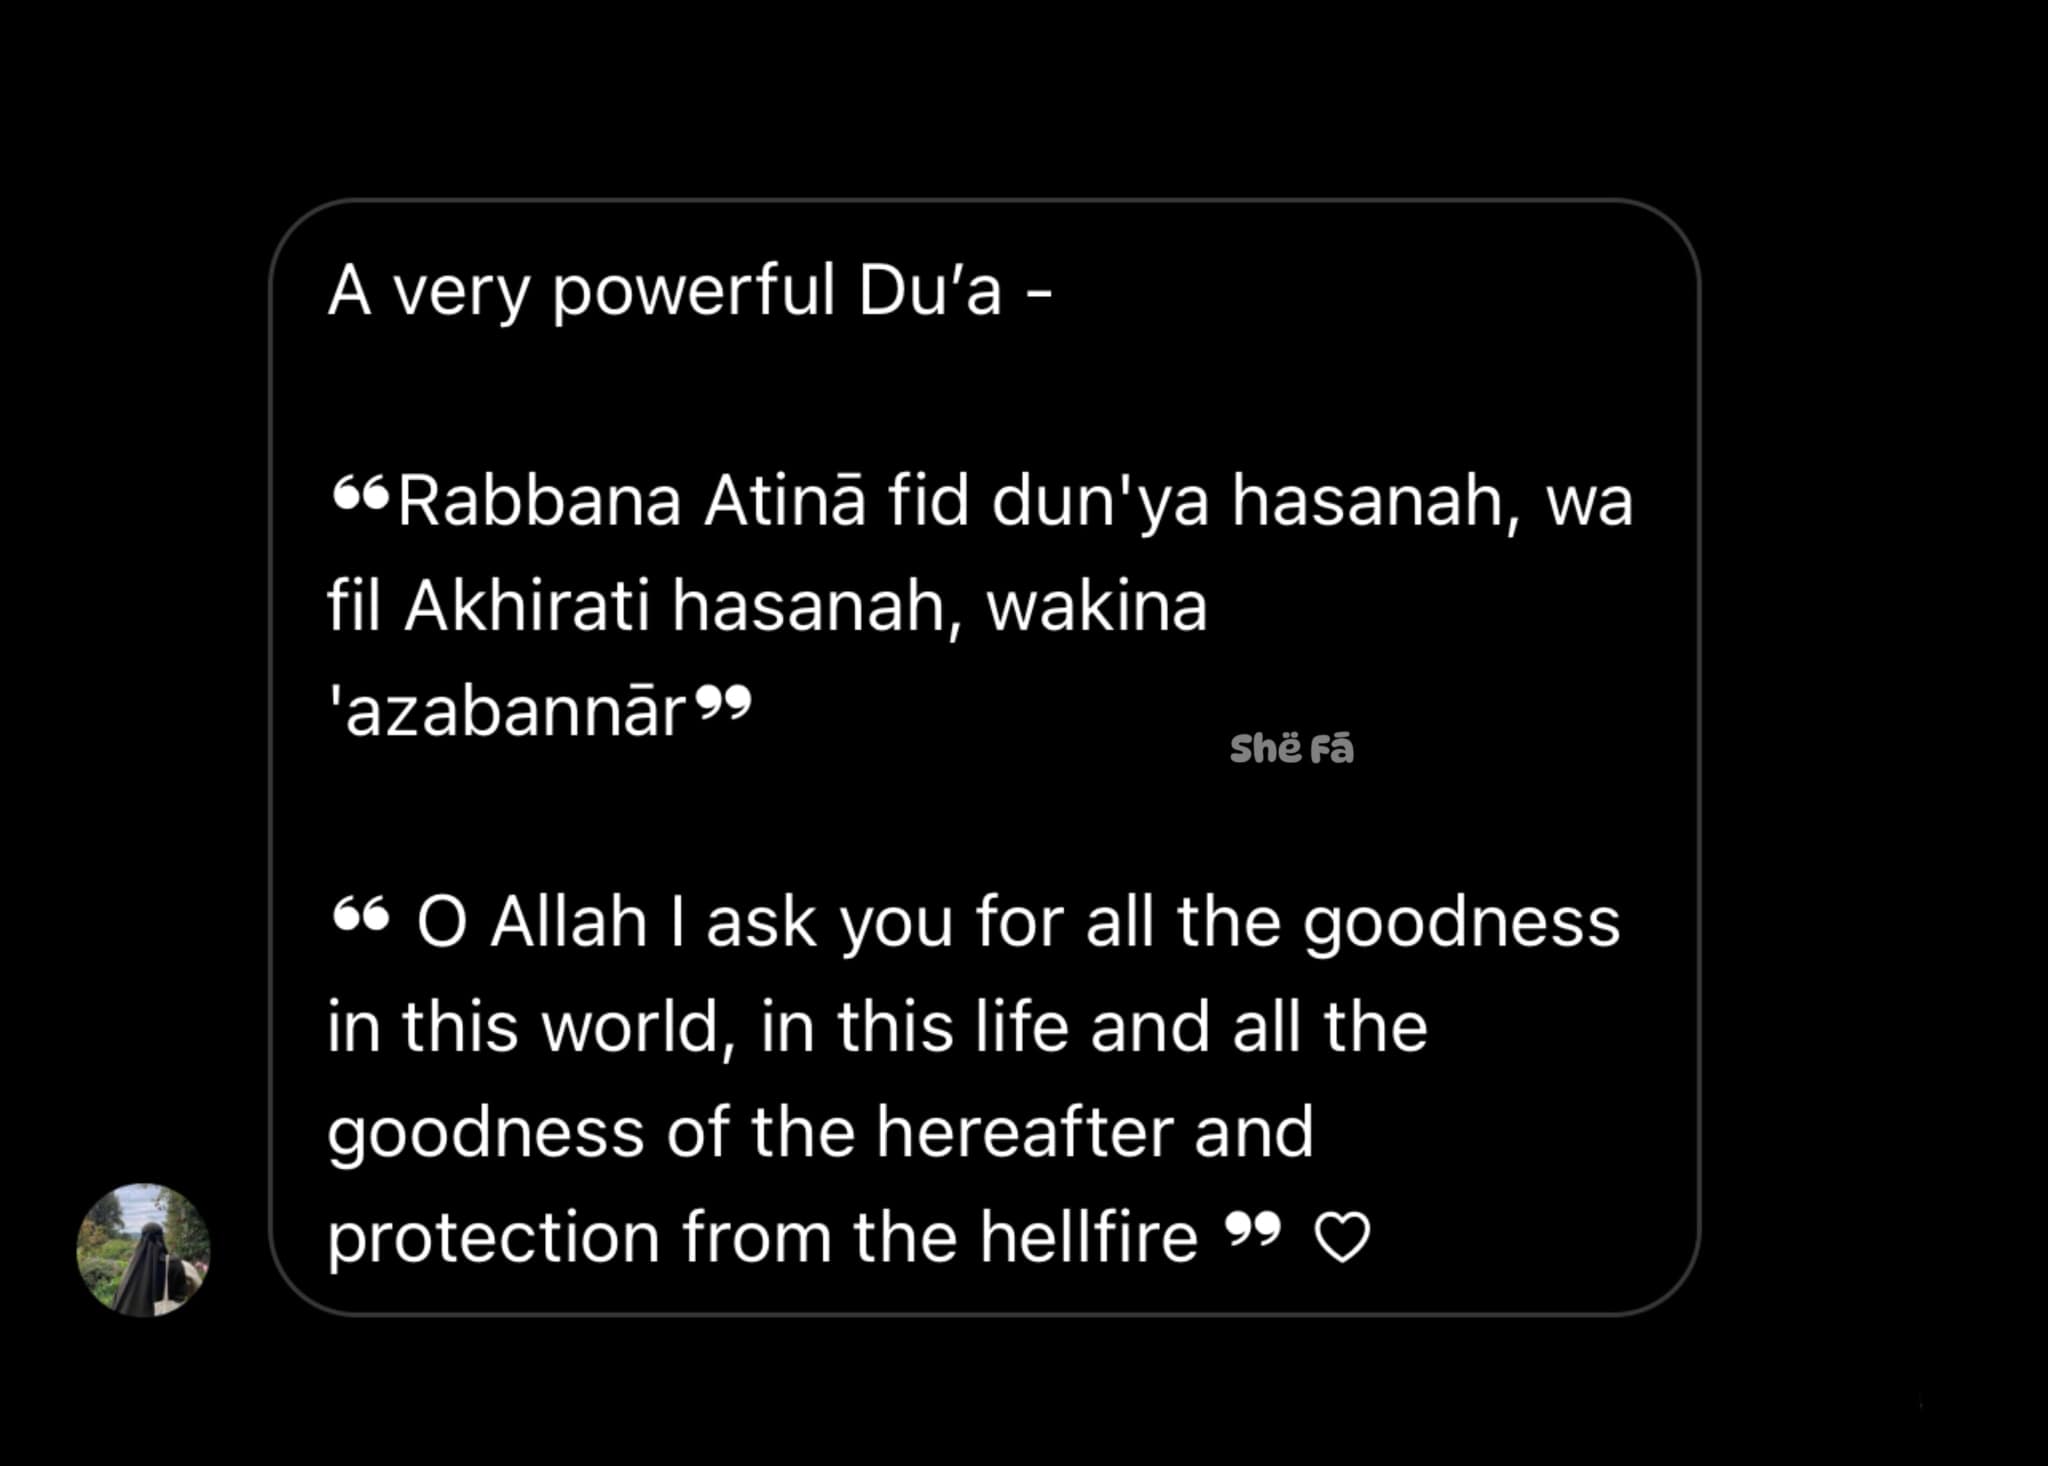 A very powerful Du’a -
❝Rabbana Atinā fid dun'ya hasanah, wa
fil Akhirati hasanah, wakina
'azabannār❞
Shë Fã
❝ O Allah I ask you for all the goodness
in this world, in this life and all the
goodness of the hereafter and
protection from the hellfire ❞ ♡